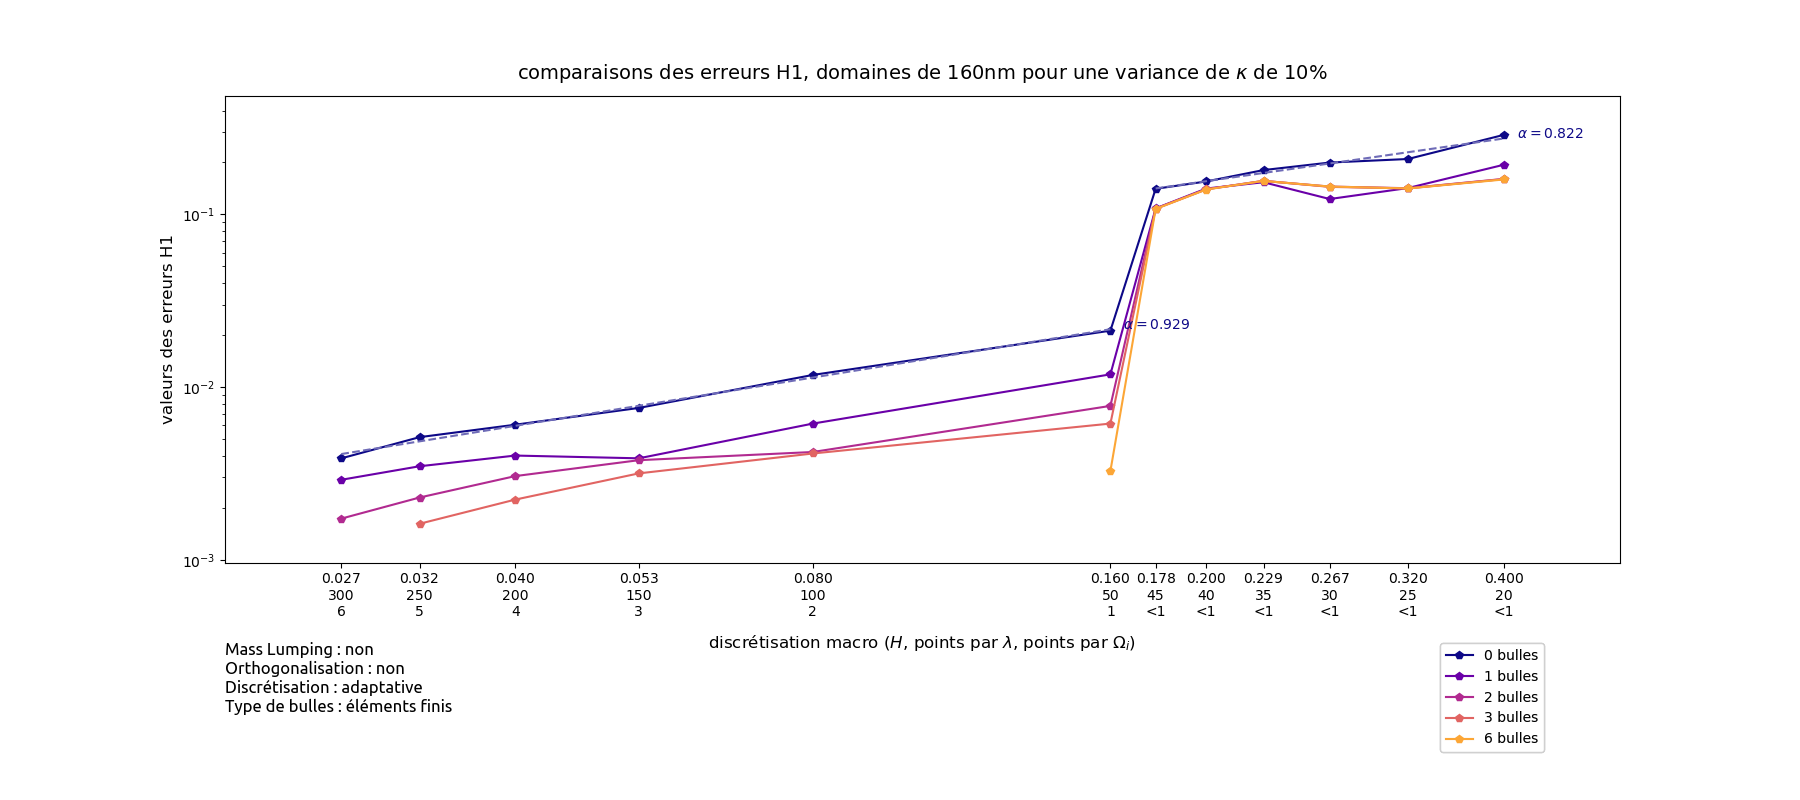 comparaisons des erreurs H1, domaines de 160nm pour une variance de κ de 10%
valeurs des erreurs H1
10⁻¹
10⁻²
10⁻³
α = 0.822
α = 0.929
0.027 0.032 0.040 0.053 0.080 0.160 0.178 0.200 0.229 0.267 0.320 0.400
300 250 200 150 100 50 45 40 35 30 25 20
6 5 4 3 2 1 <1 <1 <1 <1 <1 <1
discrétisation macro (H, points par λ, points par Ωᵢ)
Mass Lumping : non
Orthogonalisation : non
Discrétisation : adaptative
Type de bulles : éléments finis
0 bulles
1 bulles
2 bulles
3 bulles
6 bulles